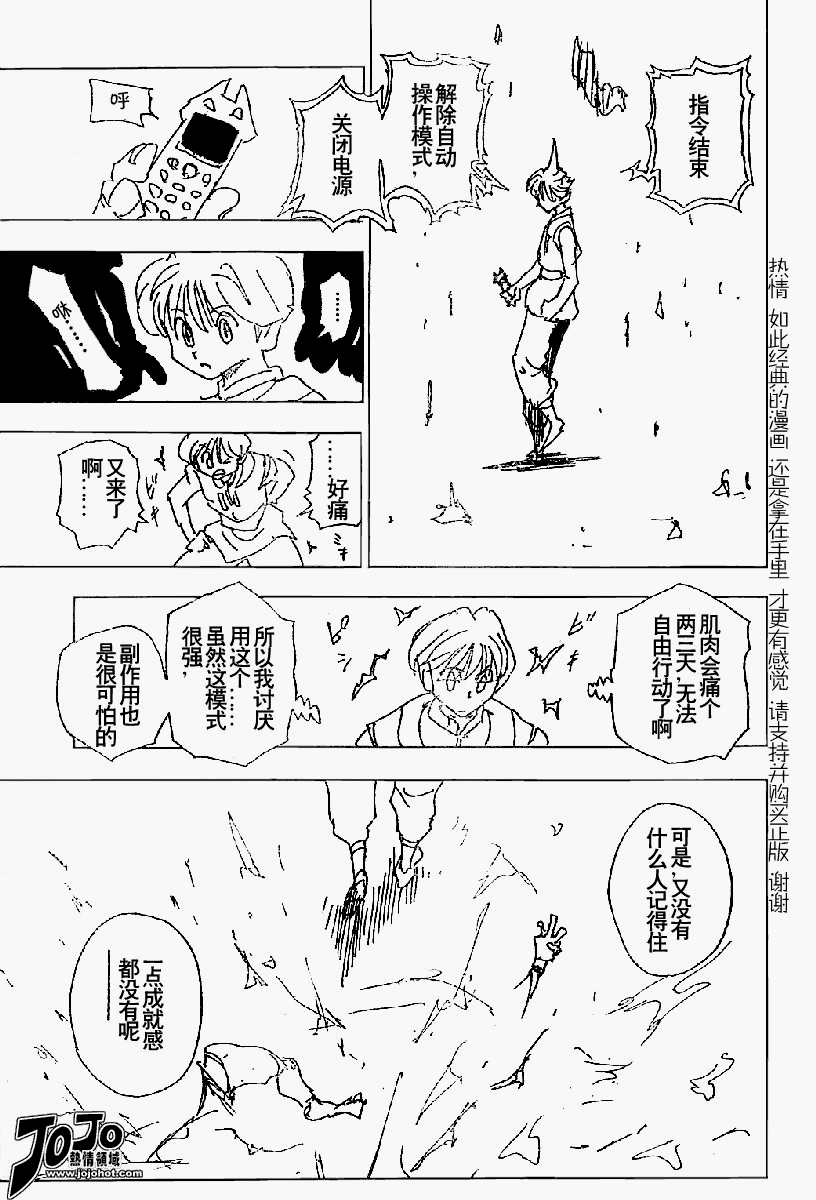 指令结束
解除自动
操作模式,
关闭电源
呼
……
……
……
好痛
ミキ
ビギ
又来了
啊……
肌肉会痛个
两三天,无法
自由行动了啊
所以我讨厌
用这个……
虽然这模式
很强,
副作用也
是很可怕的
可是,又没有
什么人记得住
一点成就感
都没有呢
——
热情 如此经典的漫画 还是拿在手里 才更有感觉 请支持并购买正版 谢谢
JOJO
熱情領域
www.jojohot.com